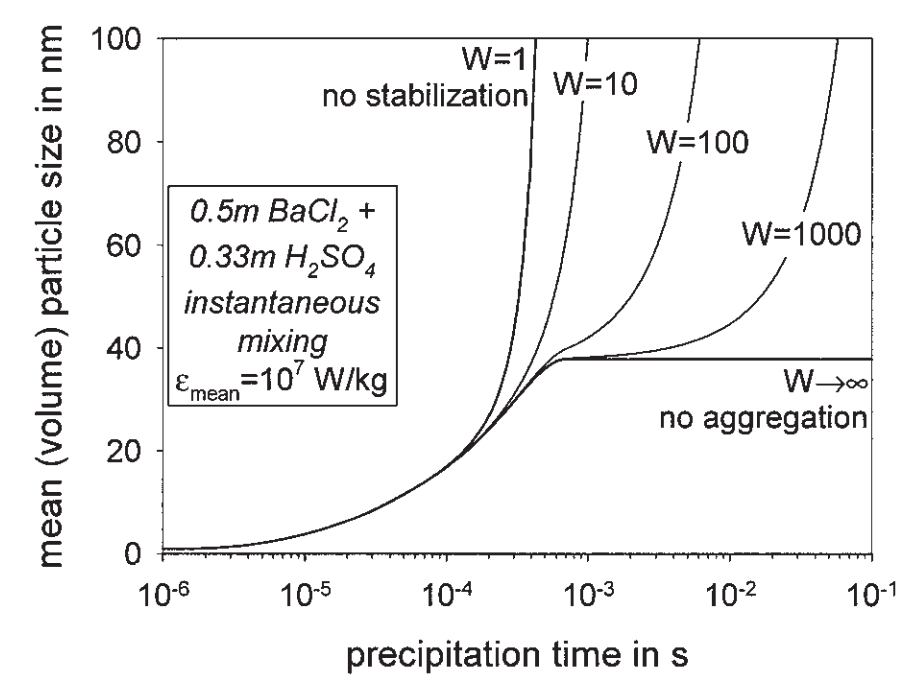 mean (volume) particle size in nm
100
80
60
40
20
0
W=1
no stabilization
W=10
W=100
W=1000
W→∞
no aggregation
0.5m BaCl₂ +
0.33m H₂SO₄
instantaneous
mixing
εmean=10⁷ W/kg
10⁻⁶
10⁻⁵
10⁻⁴
10⁻³
10⁻²
10⁻¹
precipitation time in s